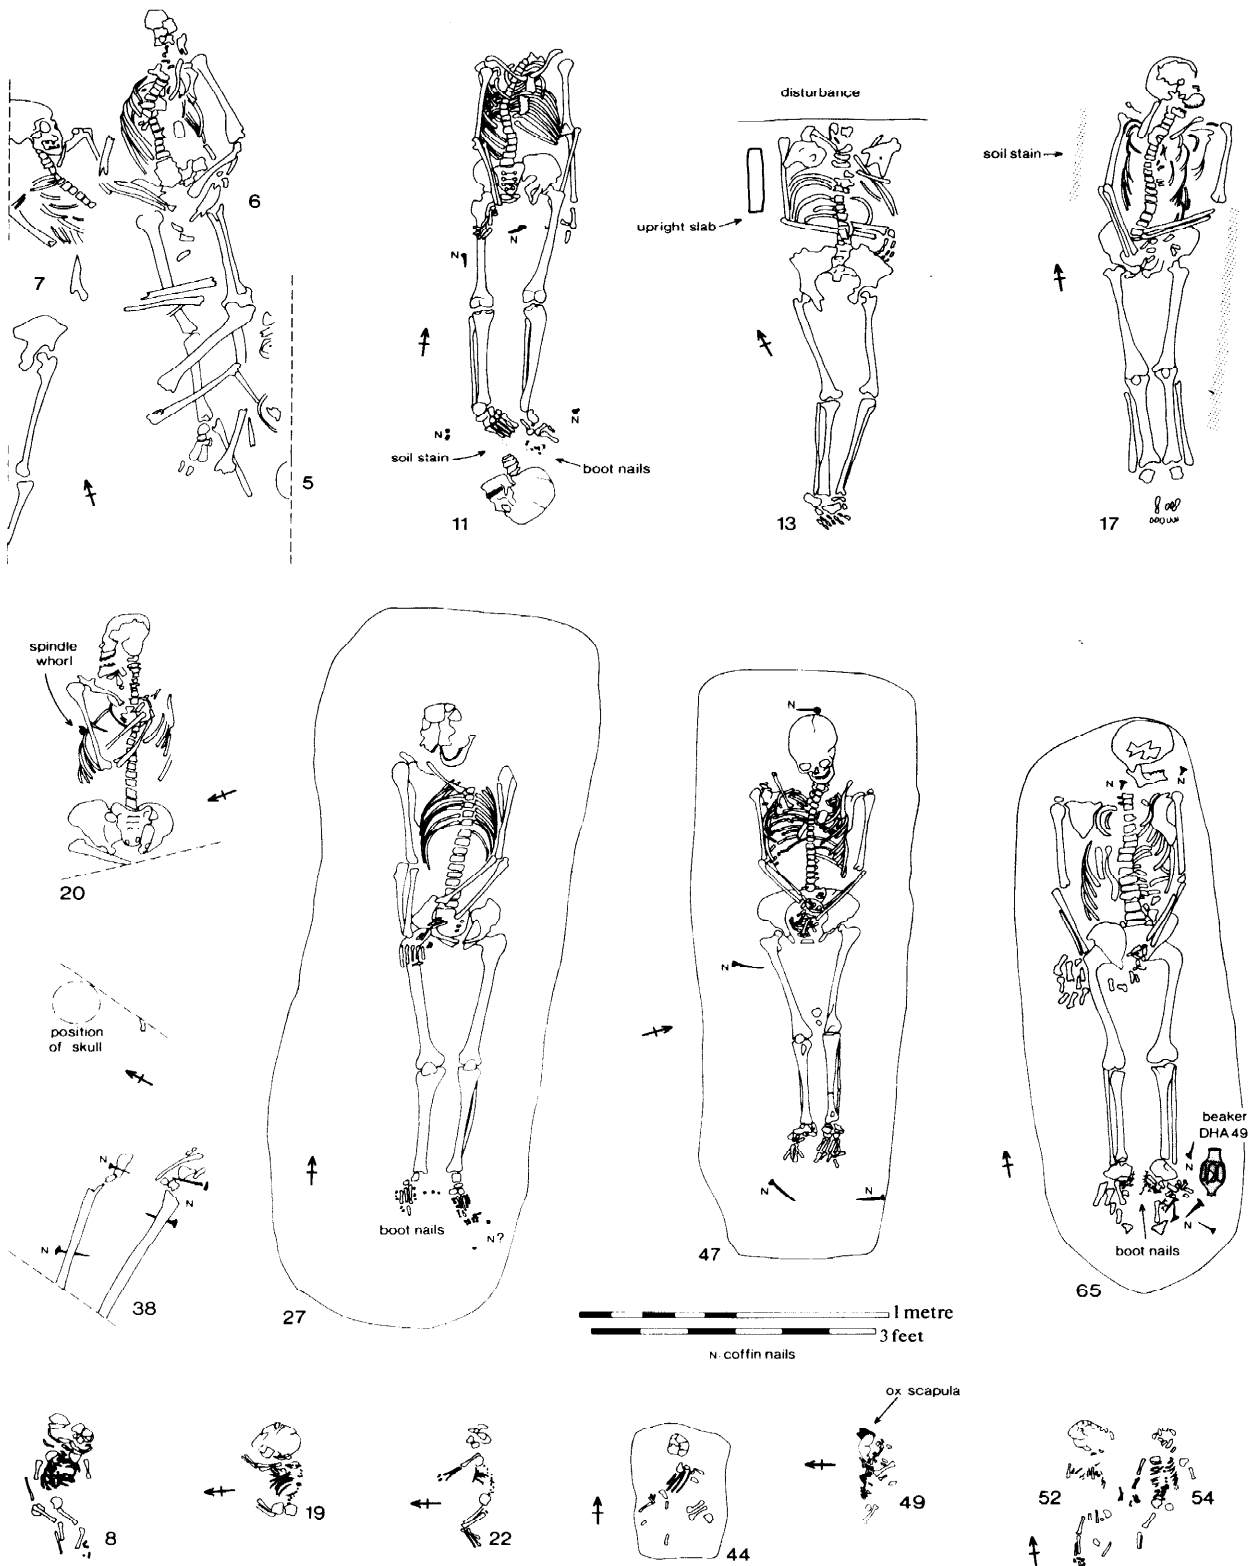 disturbance
soil stain
6
upright slab
N
N
7
N
N
5
soil stain
boot nails
11
13
17
spindle
whorl
N
N
N
20
N
position
of skull
beaker
DHA 49
N
N
N
N
N
boot nails
N?
N
N
boot nails
38
27
47
65
1 metre
3 feet
N - coffin nails
ox scapula
8
19
22
44
49
52
54